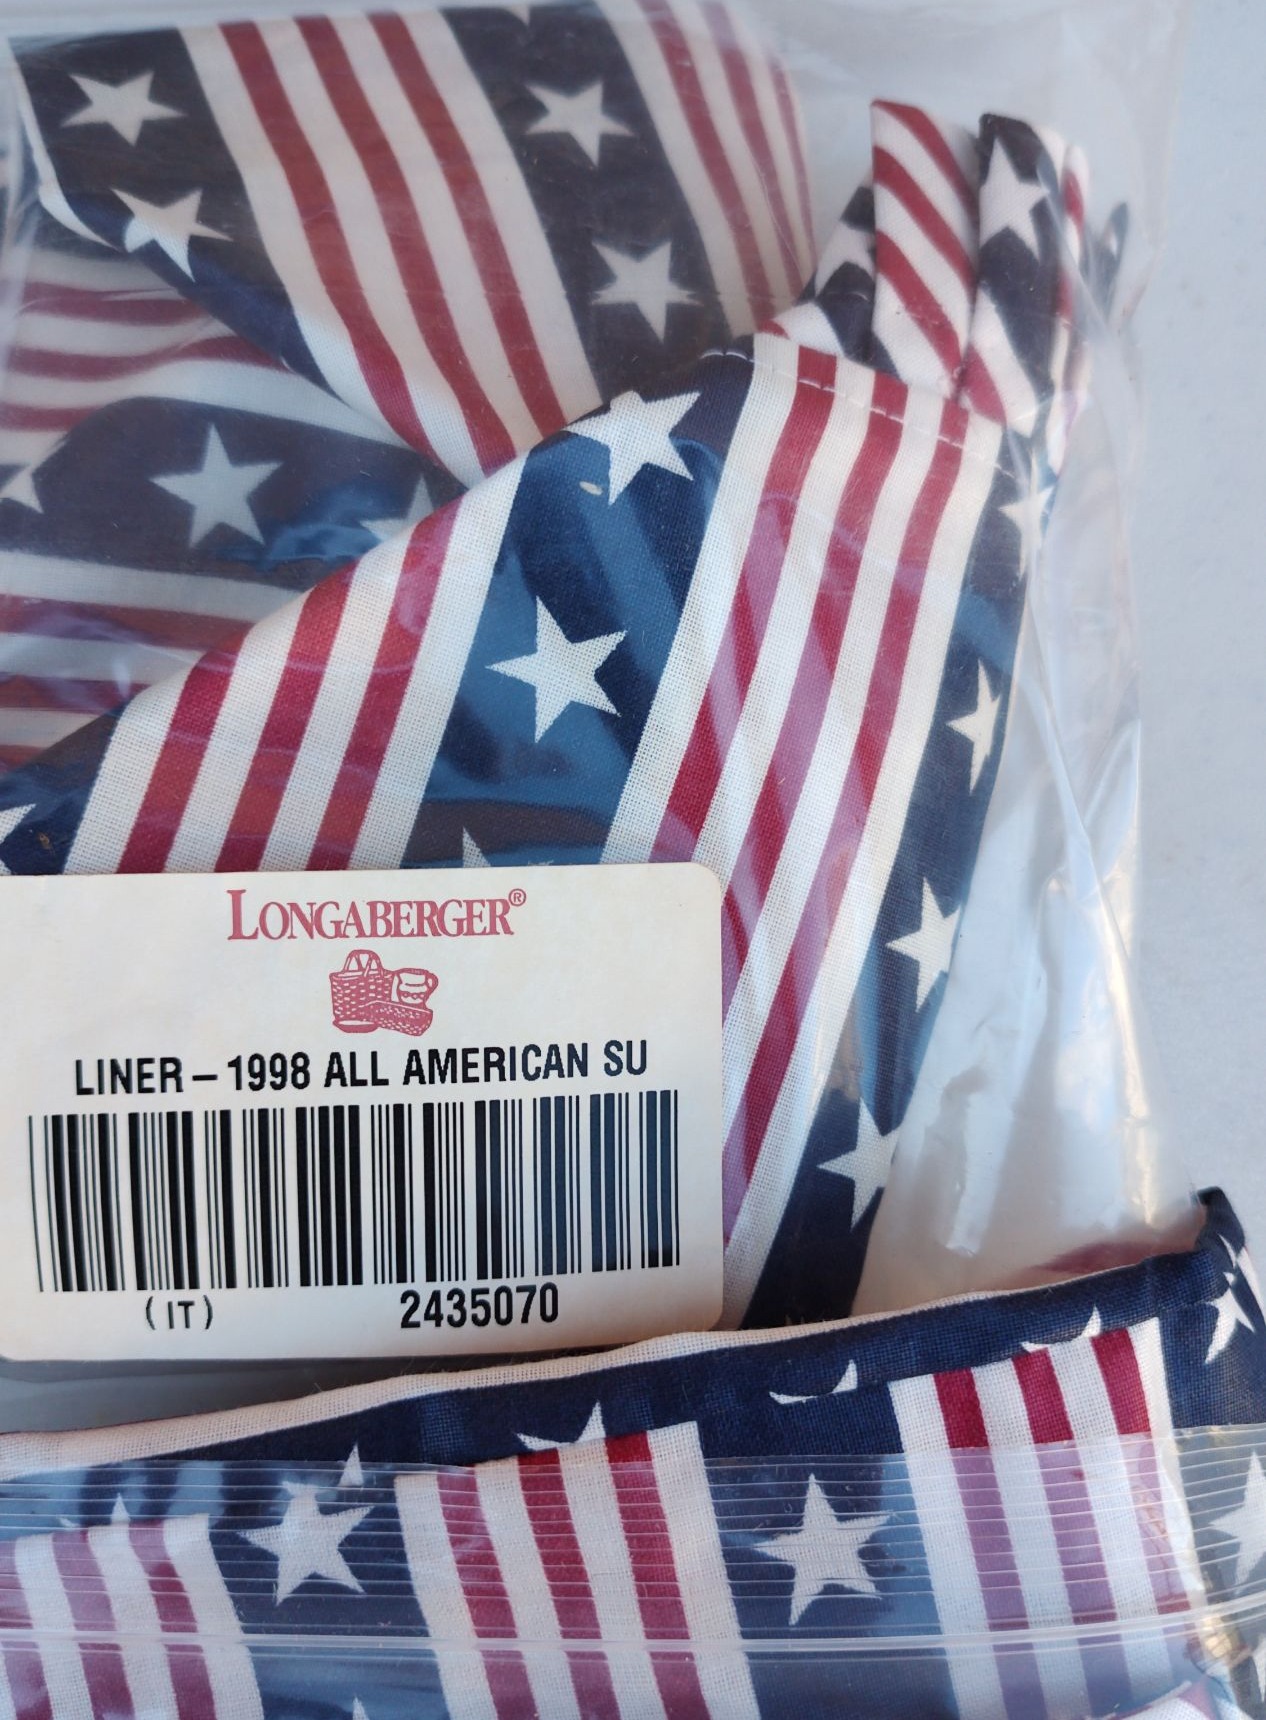 LONGABERGER®
LINER-1998 ALL AMERICAN SU
(IT) 2435070